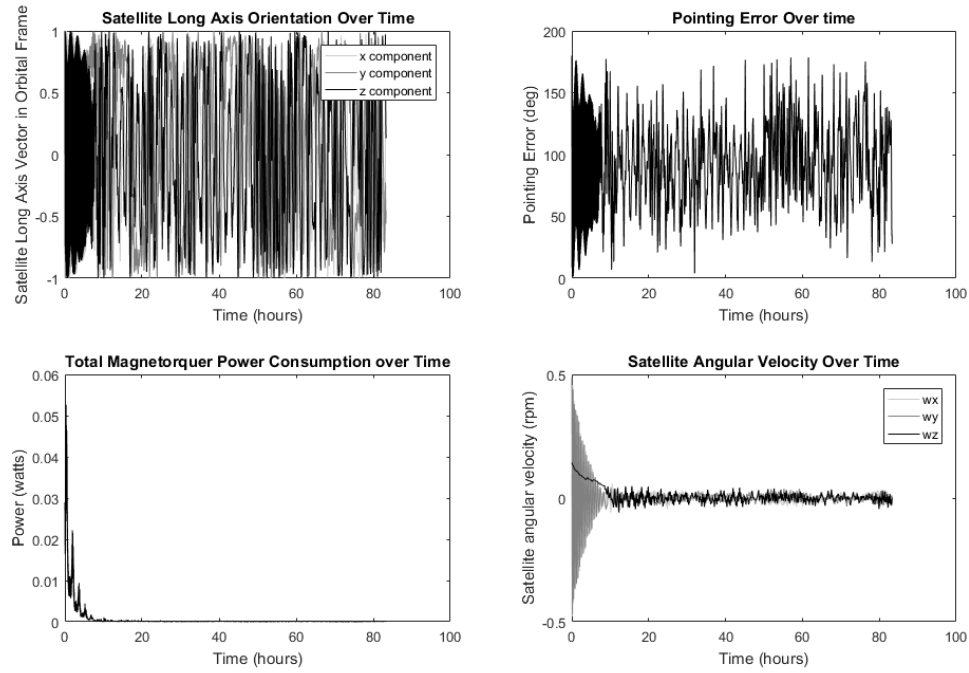 Satellite Long Axis Orientation Over Time
Satellite Long Axis Vector in Orbital Frame
1
0.5
0
-0.5
-1
x component
y component
z component
0 20 40 60 80 100
Time (hours)
Pointing Error Over time
Pointing Error (deg)
200
150
100
50
0
0 20 40 60 80 100
Time (hours)
Total Magnetorquer Power Consumption over Time
Power (watts)
0.06
0.05
0.04
0.03
0.02
0.01
0
0 20 40 60 80 100
Time (hours)
Satellite Angular Velocity Over Time
Satellite angular velocity (rpm)
0.5
0
-0.5
wx
wy
wz
0 20 40 60 80 100
Time (hours)